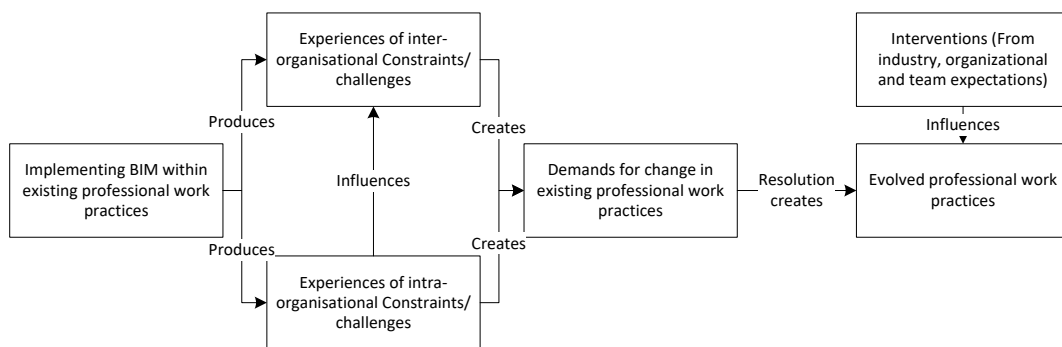 Experiences of inter-
organisational Constraints/
challenges
Interventions (From
industry, organizational
and team expectations)
Produces
Creates
Influences
Implementing BIM within
existing professional work
practices
Influences
Demands for change in
existing professional work
practices
Resolution
creates
Evolved professional work
practices
Produces
Creates
Experiences of intra-
organisational Constraints/
challenges